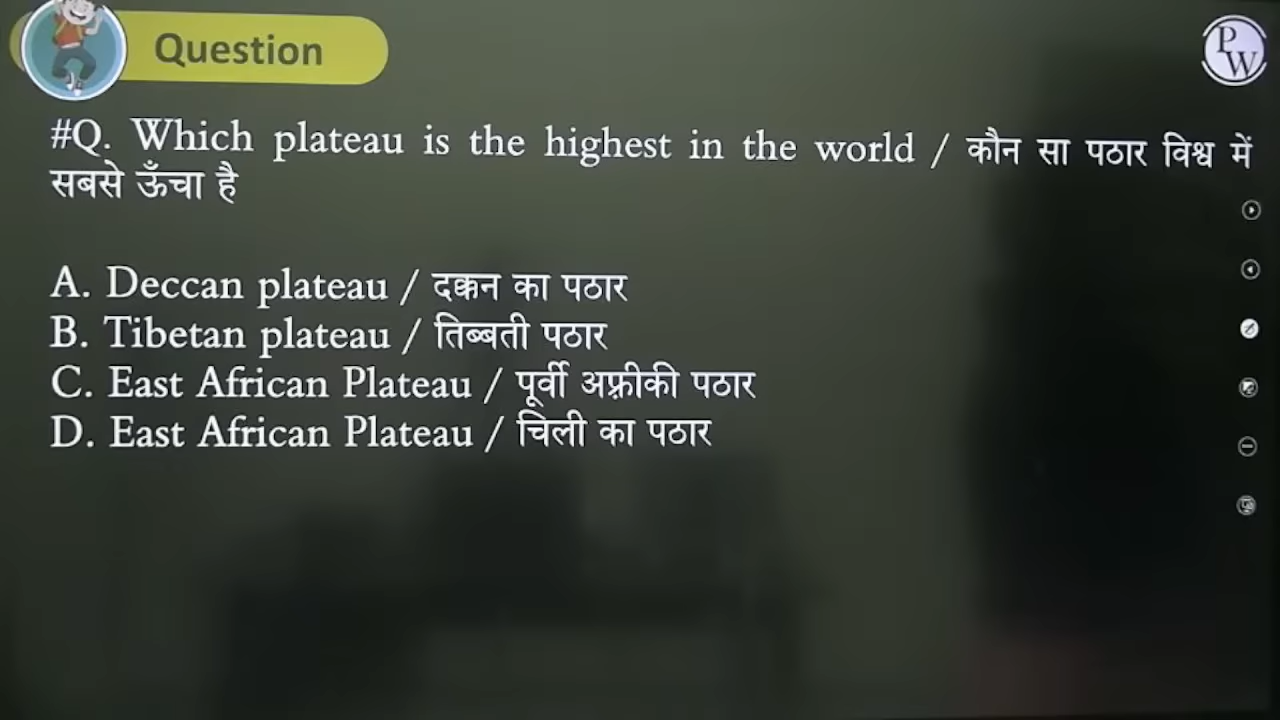 Question
PW
#Q. Which plateau is the highest in the world / कौन सा पठार विश्व में
सबसे ऊँचा है
A. Deccan plateau / दक्कन का पठार
B. Tibetan plateau / तिब्बती पठार
C. East African Plateau / पूर्वी अफ़्रीकी पठार
D. East African Plateau / चिली का पठार